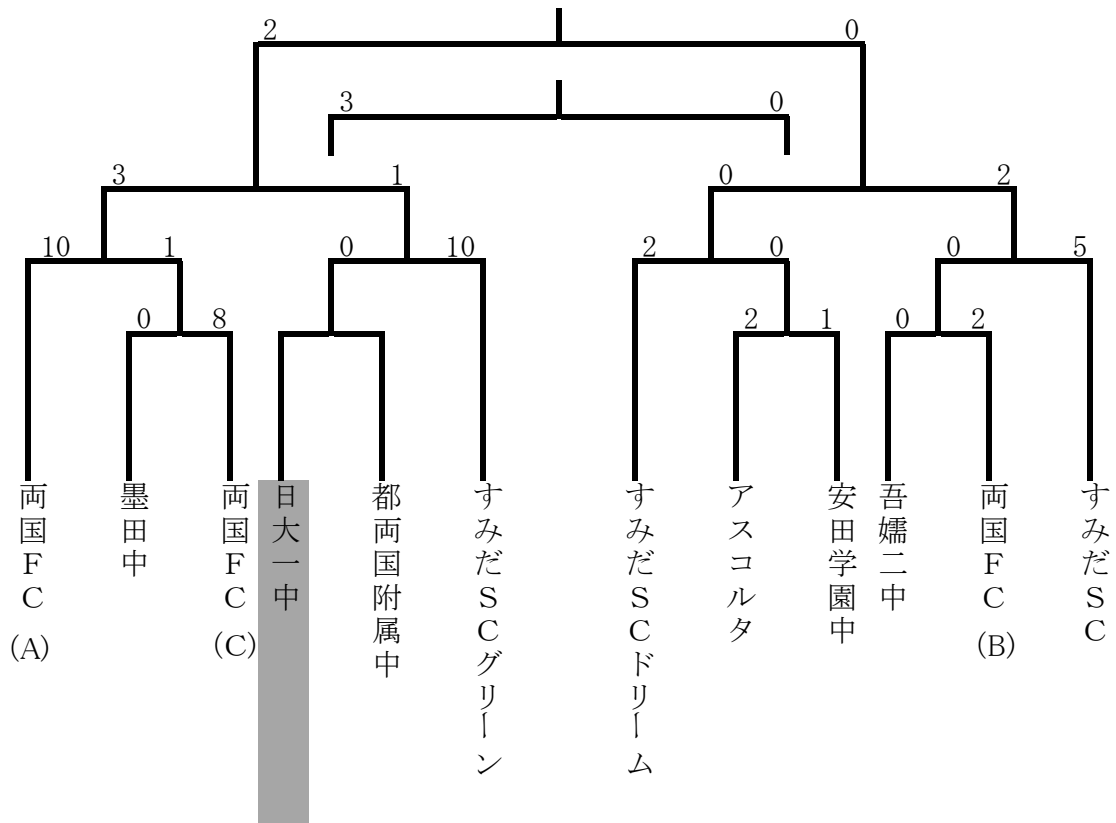 2 0
3 0
3 1 0 2
10 1 0 10 2 0 0 5
0 8 2 1 0 2
両国FC(A)
墨田中
両国FC(C)
日大一中
都両国附属中
すみだSCグリーン
すみだSCドリーム
アスコルタ
安田学園中
吾嬬二中
両国FC(B)
すみだSC